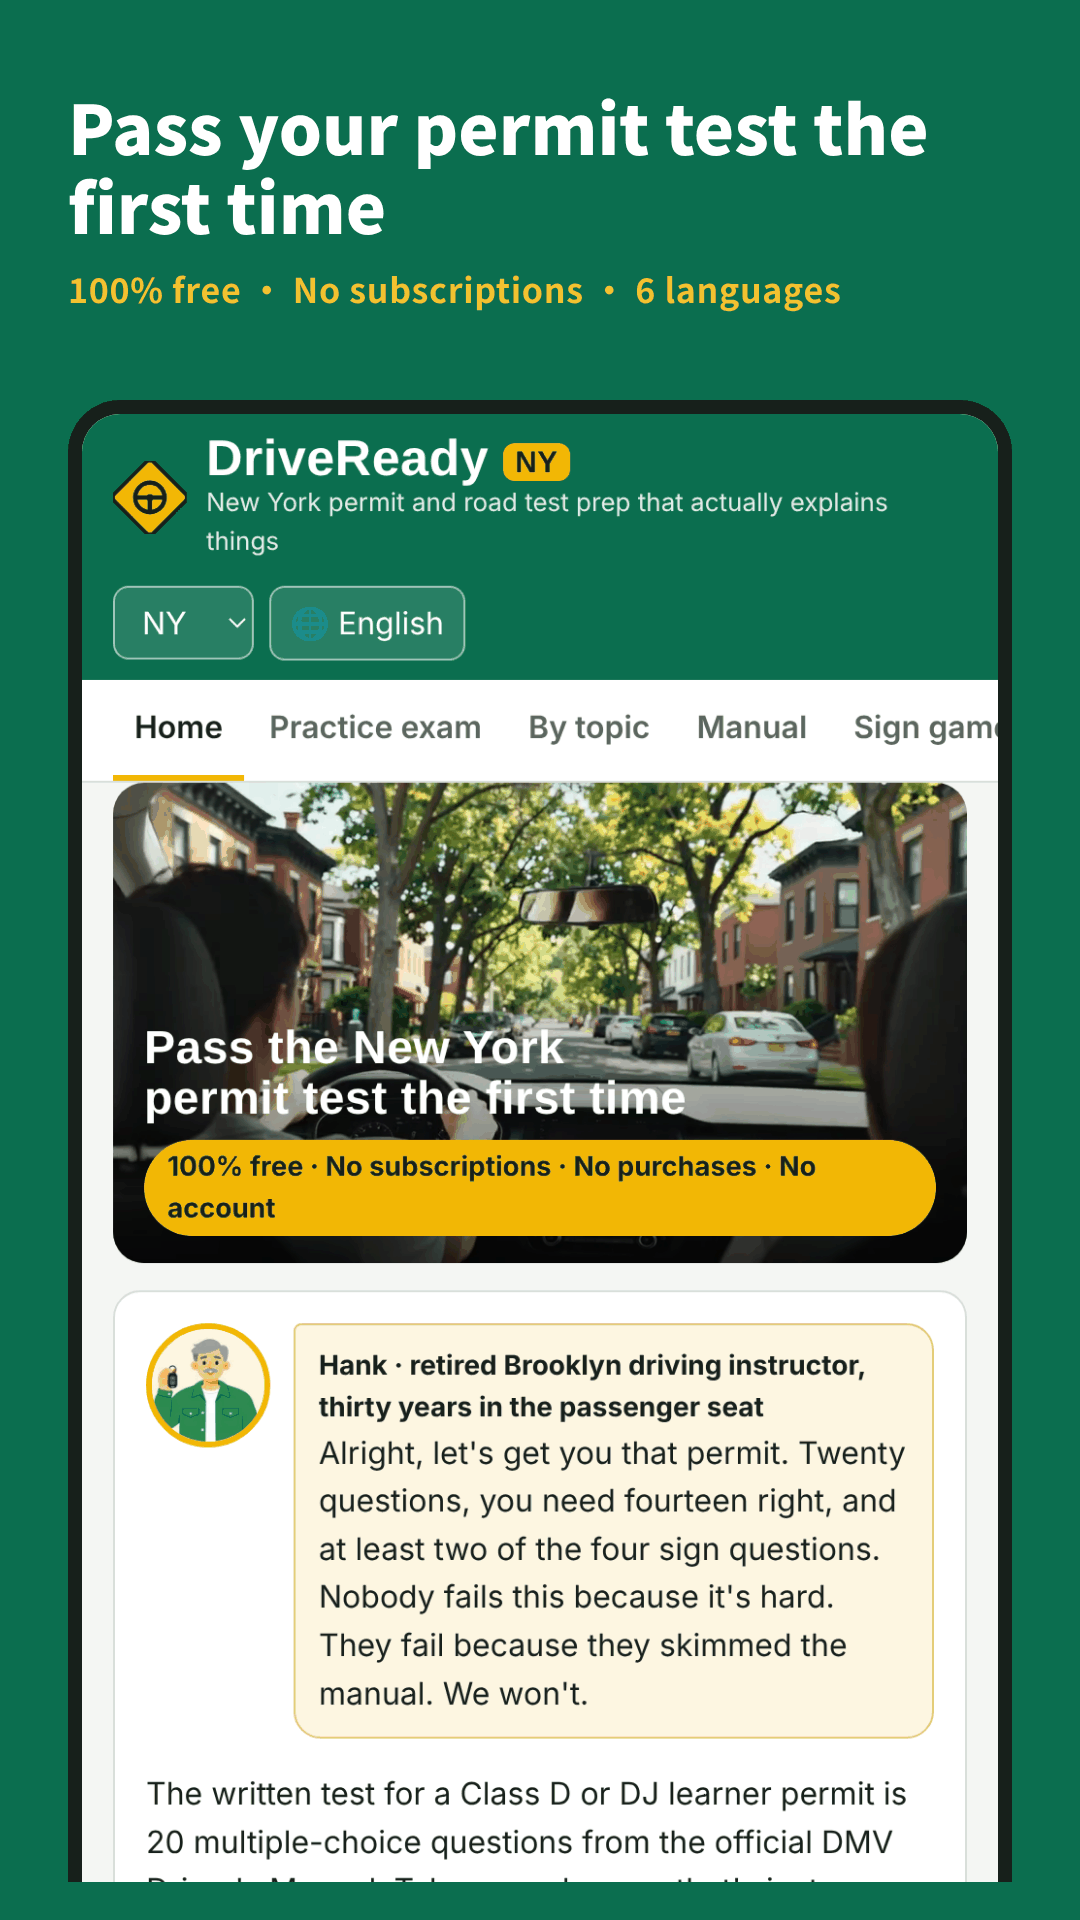 Pass your permit test the
first time
100% free • No subscriptions • 6 languages
DriveReady NY
New York permit and road test prep that actually explains
things
NY
English
Home Practice exam By topic Manual Sign game
Pass the New York
permit test the first time
100% free · No subscriptions · No purchases · No
account
Hank · retired Brooklyn driving instructor,
thirty years in the passenger seat
Alright, let's get you that permit. Twenty
questions, you need fourteen right, and
at least two of the four sign questions.
Nobody fails this because it's hard.
They fail because they skimmed the
manual. We won't.
The written test for a Class D or DJ learner permit is
20 multiple-choice questions from the official DMV